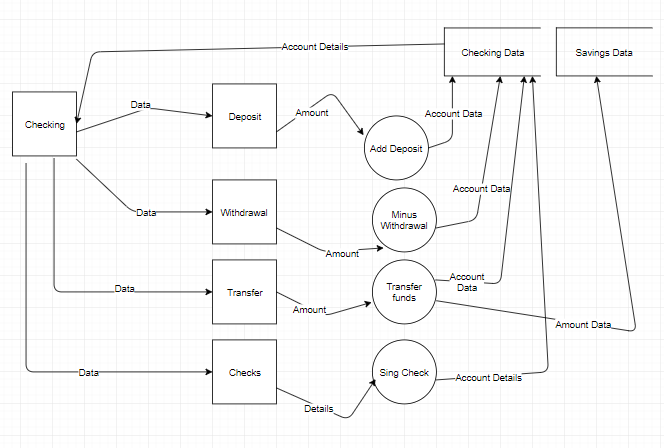 Account Details
Checking Data
Savings Data
Checking
Data
Deposit
Amount
Account Data
Add Deposit
Data
Withdrawal
Amount
Minus
Withdrawal
Account Data
Data
Transfer
Amount
Transfer
funds
Account
Data
Amount Data
Data
Checks
Details
Sing Check
Account Details